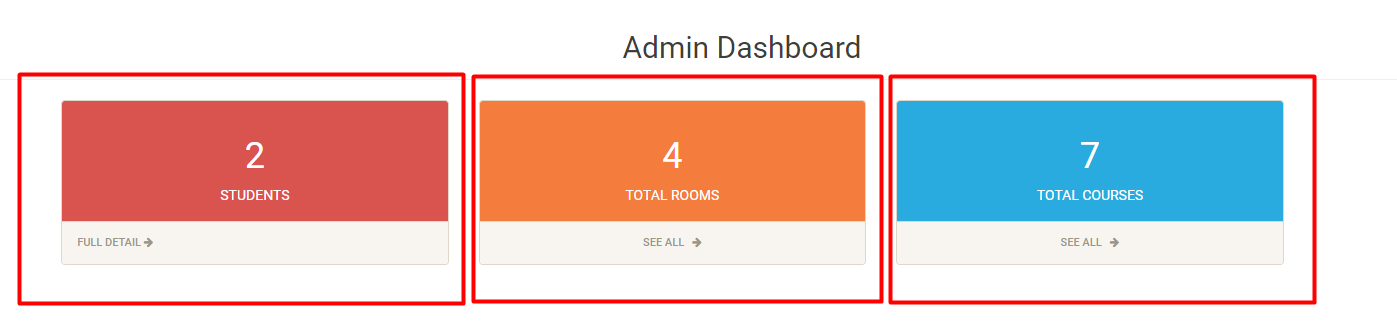 Admin Dashboard
2
STUDENTS
FULL DETAIL
4
TOTAL ROOMS
SEE ALL
7
TOTAL COURSES
SEE ALL